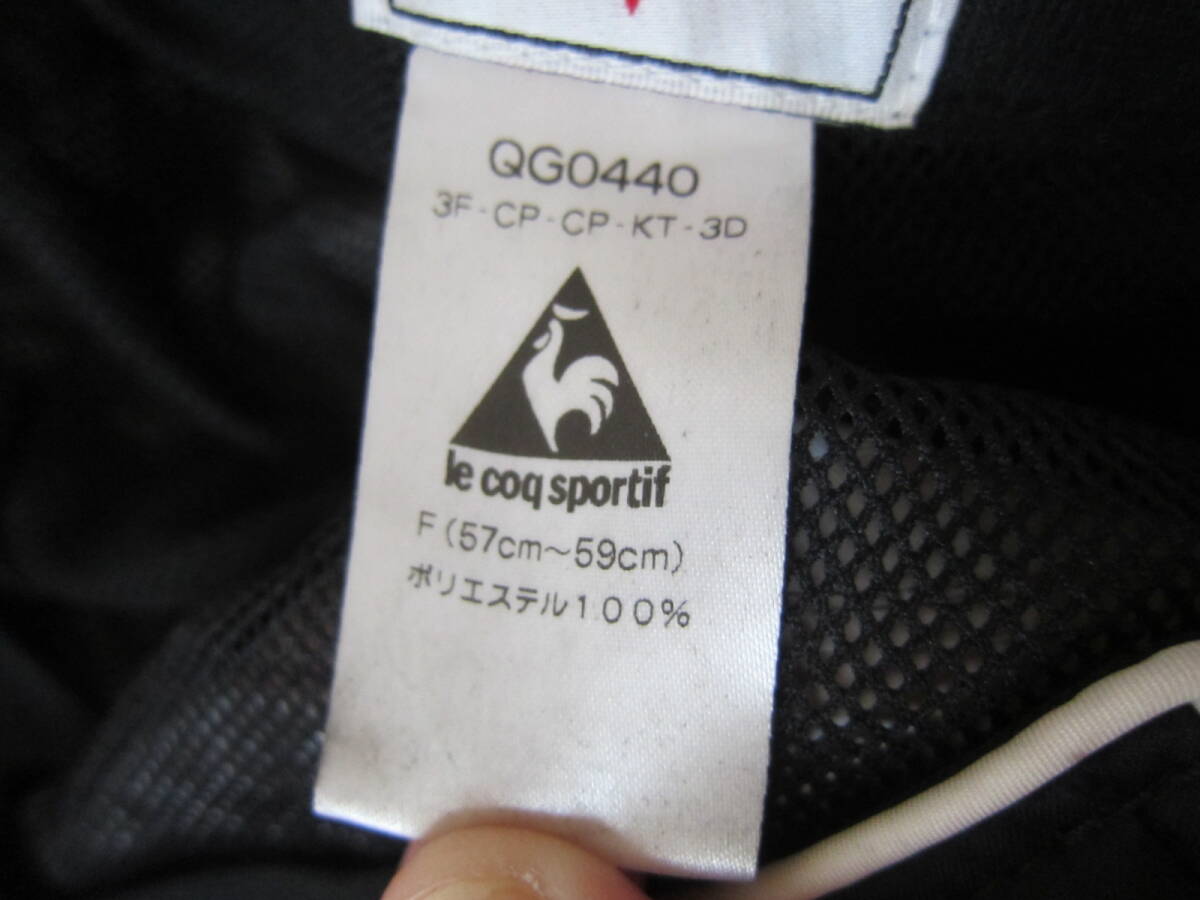 QG0440
3F-CP-CP-KT-3D
le coq sportif
F(57cm〜59cm)
ポリエステル100%